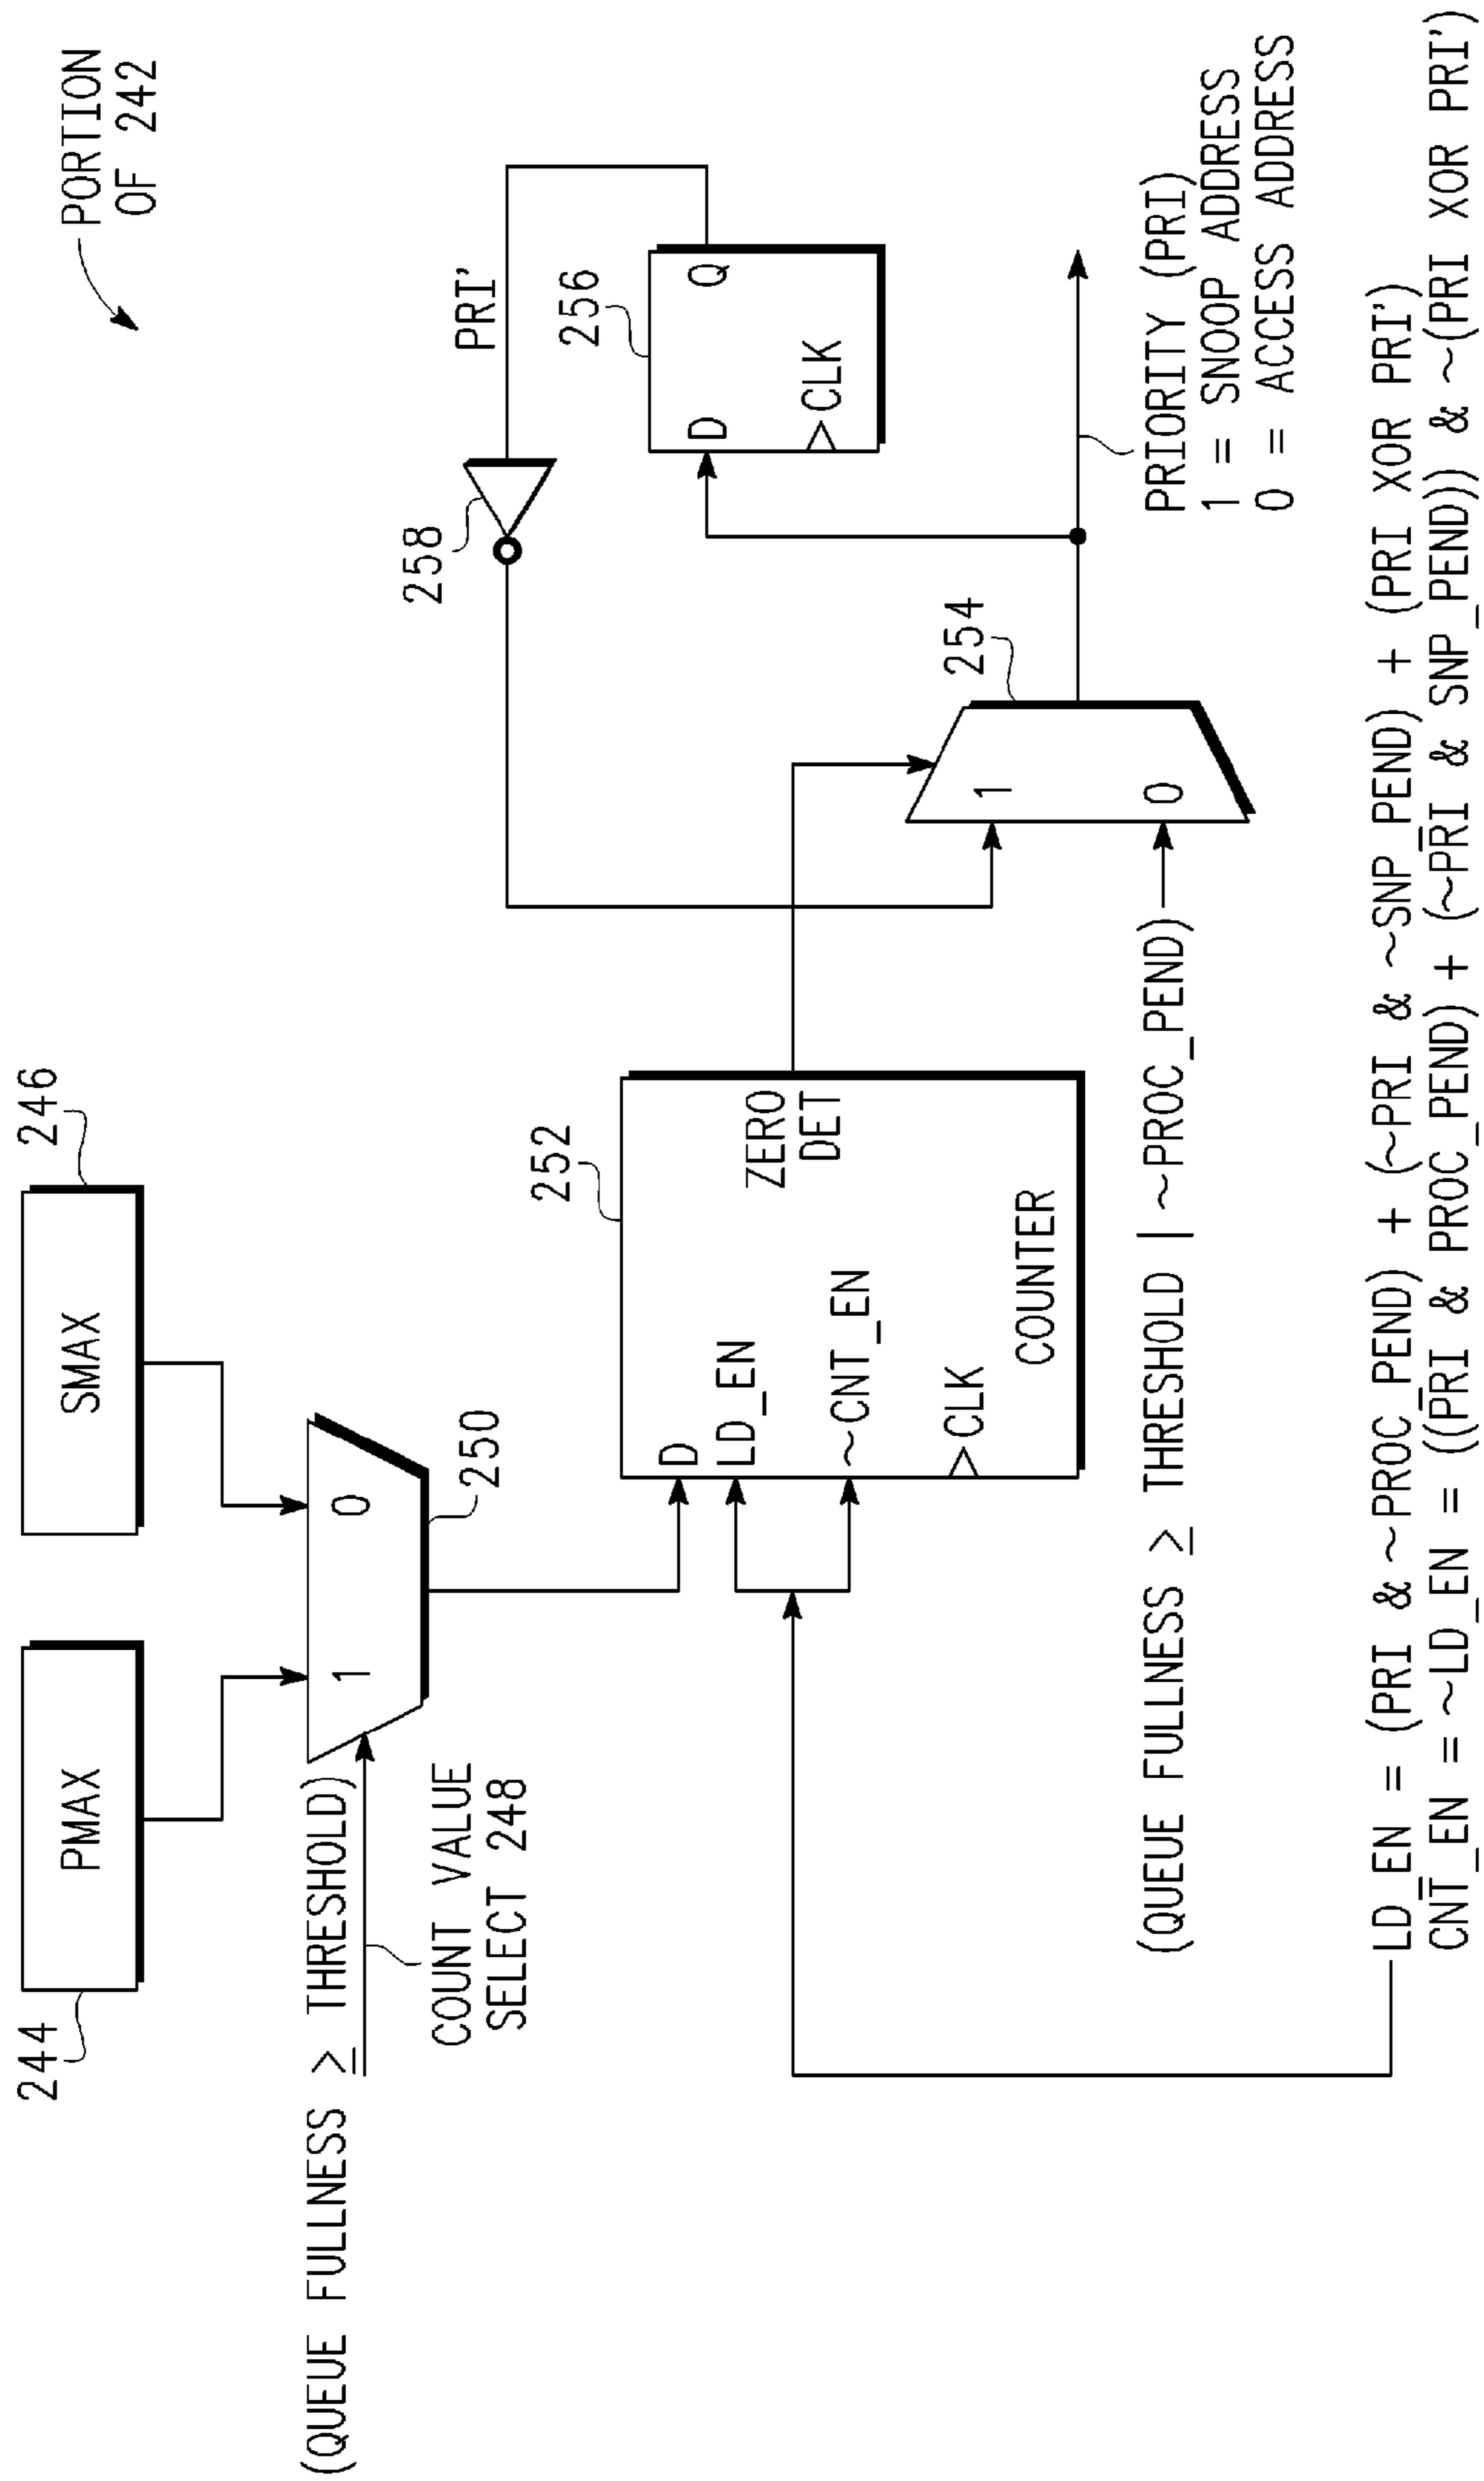 PORTION
OF 242
244
PMAX
SMAX
246
(QUEUE FULLNESS ≥ THRESHOLD)
1
0
COUNT VALUE
SELECT 248
250
252
D
LD_EN
~CNT_EN
CLK
ZERO
DET
COUNTER
258
PRI'
256
D
Q
CLK
254
1
0
(QUEUE FULLNESS ≥ THRESHOLD | ~PROC_PEND)
PRIORITY (PRI)
1 = SNOOP ADDRESS
0 = ACCESS ADDRESS
LD_EN = (PRI & ~PROC_PEND) + (~PRI & ~SNP_PEND) + (PRI XOR PRI')
CNT_EN = ~LD_EN = ((PRI & PROC_PEND) + (~PRI & SNP_PEND)) & ~(PRI XOR PRI')